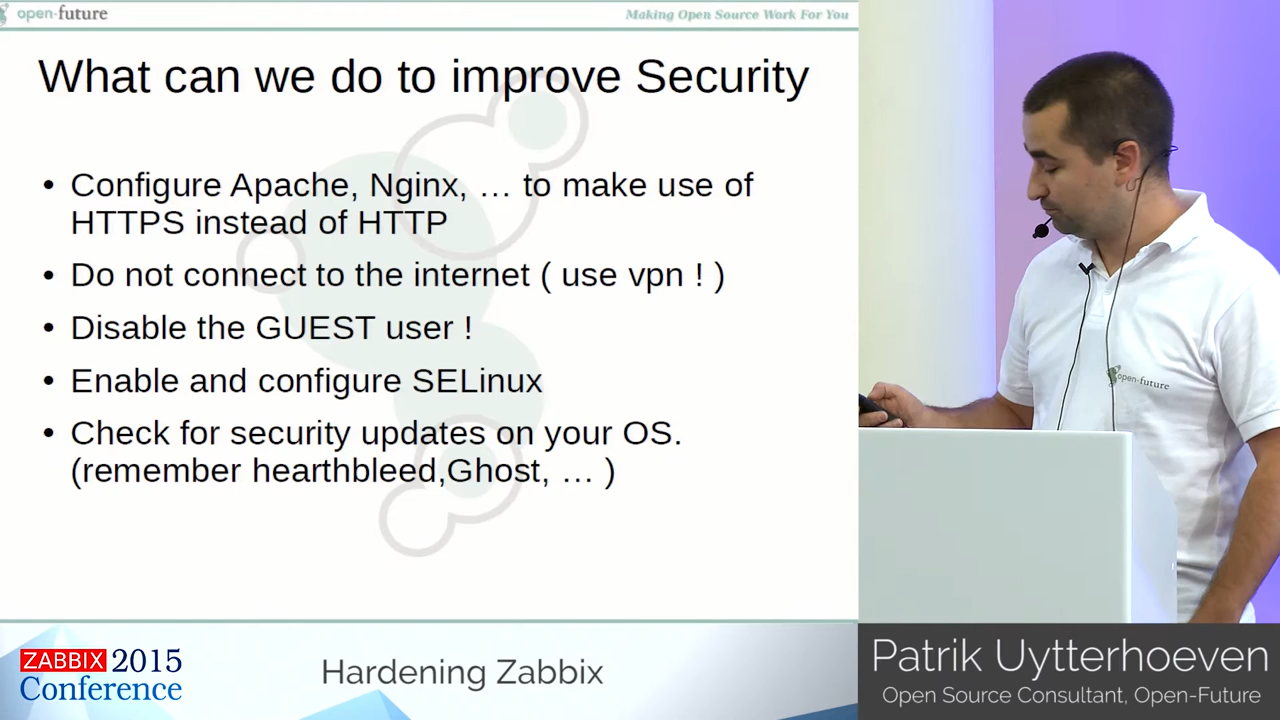 open-future
Making Open Source Work For You
What can we do to improve Security
• Configure Apache, Nginx, … to make use of
HTTPS instead of HTTP
• Do not connect to the internet ( use vpn ! )
• Disable the GUEST user !
• Enable and configure SELinux
• Check for security updates on your OS.
(remember hearthbleed,Ghost, … )
open-future
ZABBIX 2015
Conference
Hardening Zabbix
Patrik Uytterhoeven
Open Source Consultant, Open-Future